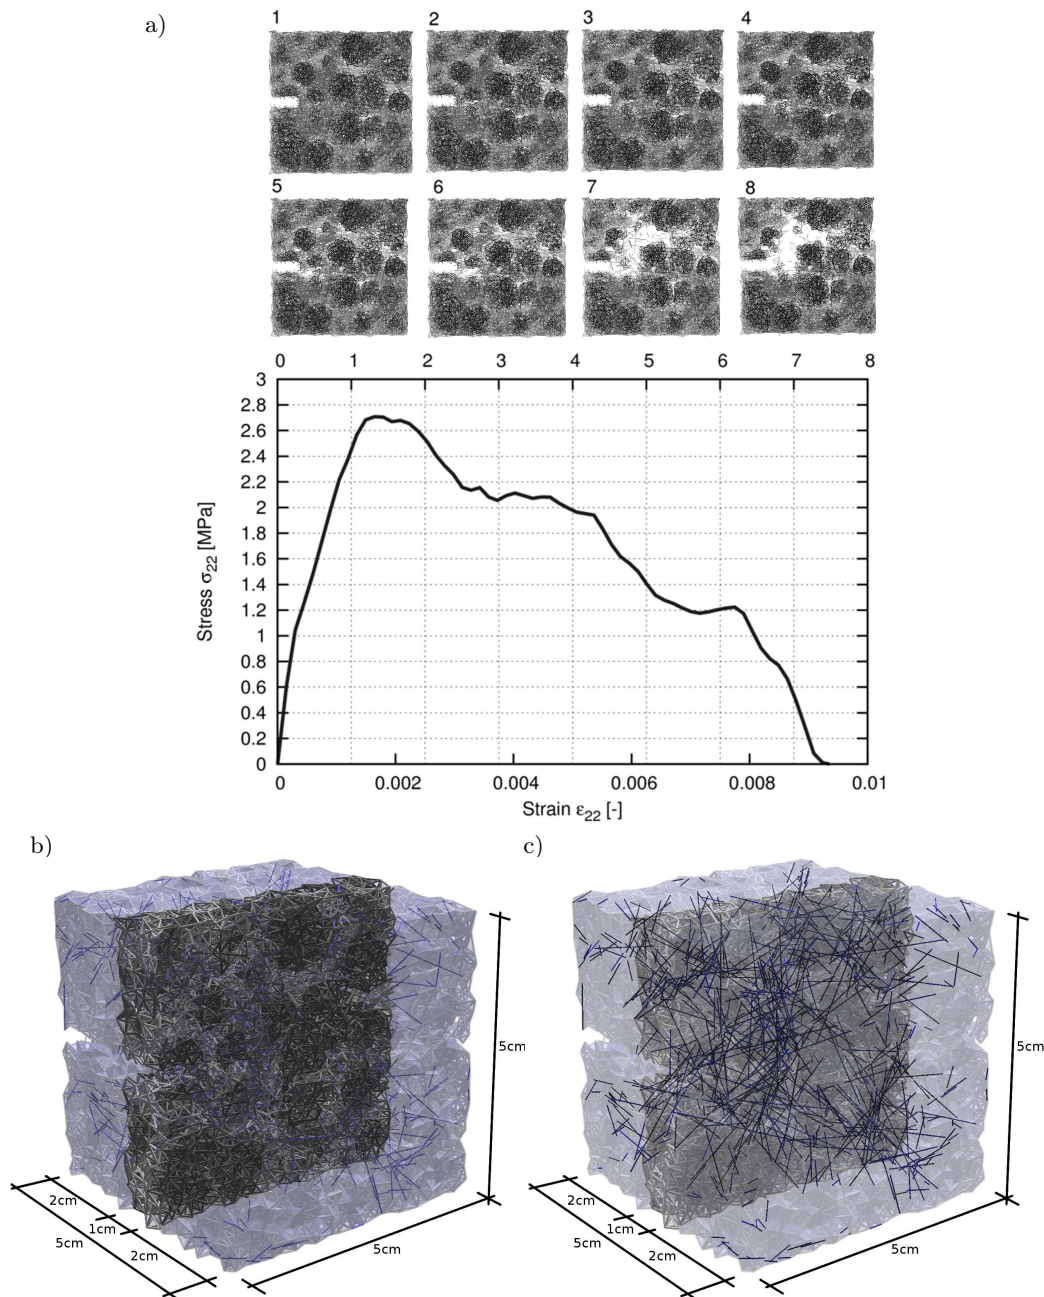 a)
1 2 3 4
5 6 7 8
0 1 2 3 4 5 6 7 8
3
2.8
2.6
2.4
2.2
2
1.8
1.6
1.4
1.2
1
0.8
0.6
0.4
0.2
0
Stress σ22 [MPa]
0 0.002 0.004 0.006 0.008 0.01
Strain ε22 [-]
b) c)
5cm 5cm
2cm 2cm
1cm 1cm
5cm 2cm 5cm 5cm 2cm 5cm